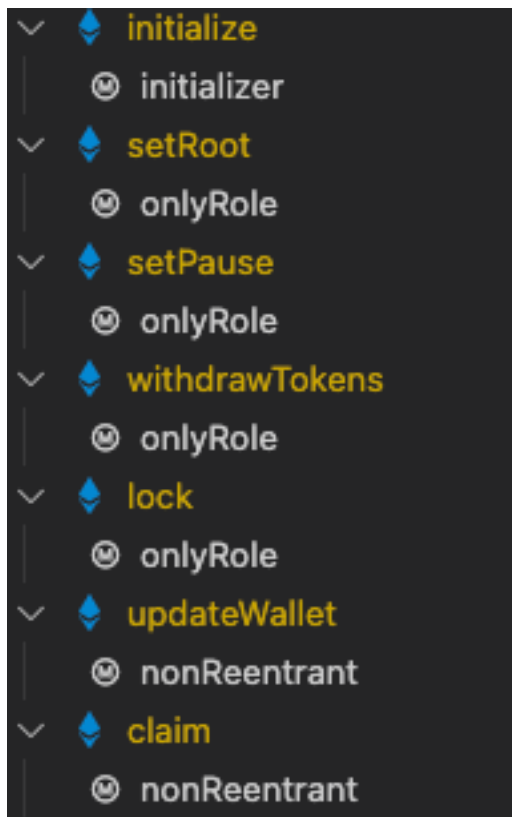 initialize
initializer
setRoot
onlyRole
setPause
onlyRole
withdrawTokens
onlyRole
lock
onlyRole
updateWallet
nonReentrant
claim
nonReentrant